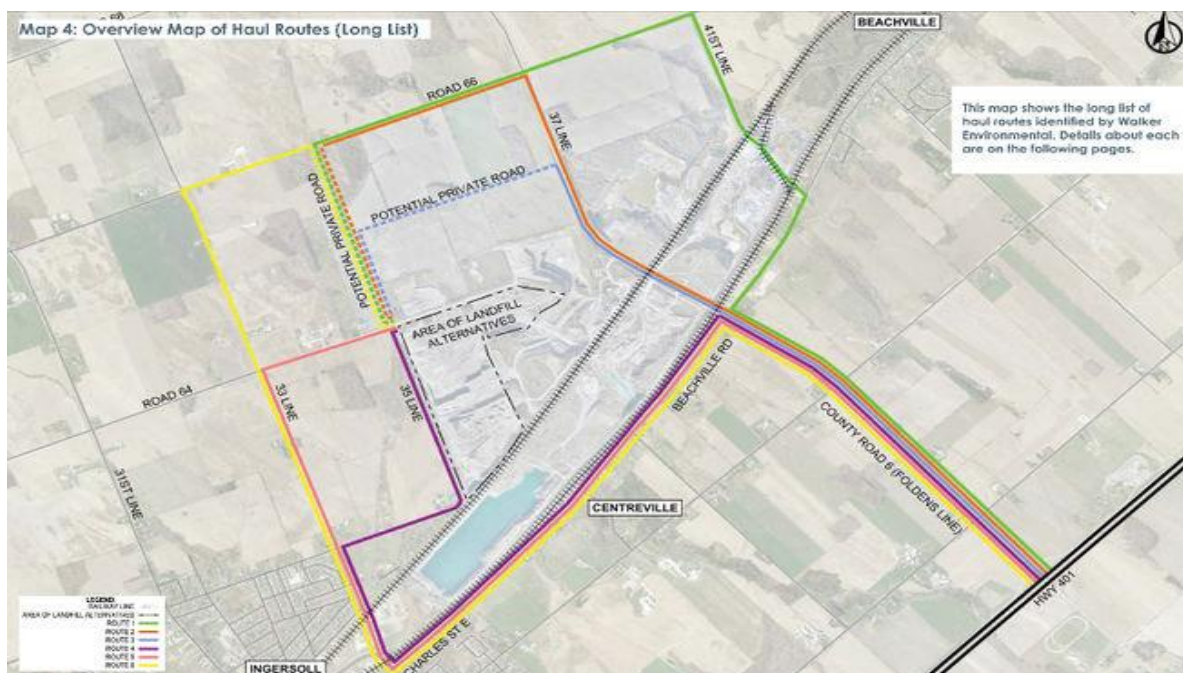 Map 4: Overview Map of Haul Routes (Long List)
BEACHVILLE
41ST LINE
ROAD 66
37 LINE
This map shows the long list of
haul routes identified by Walker
Environmental. Details about each
are on the following pages.
POTENTIAL PRIVATE ROAD
POTENTIAL PRIVATE ROAD
AREA OF LANDFILL
ALTERNATIVES
ROAD 64
33 LINE
35 LINE
BEACHVILLE RD
COUNTY ROAD 6 (FOLDENS LINE)
31ST LINE
CENTREVILLE
HWY 401
LEGEND
RAILWAY LINE
AREA OF LANDFILL ALTERNATIVES
ROUTE 1
ROUTE 2
ROUTE 3
ROUTE 4
ROUTE 5
ROUTE 6
CHARLES ST E
INGERSOLL